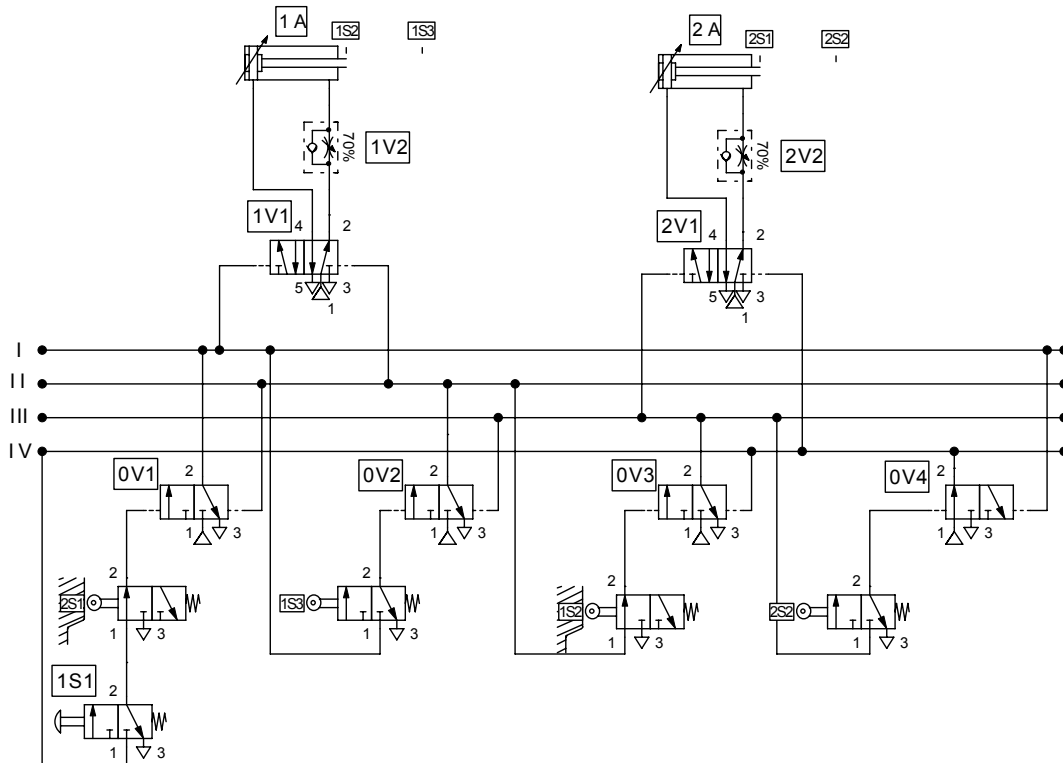 1 A 1S2 1S3 2 A 2S1 2S2
70% 1V2 70% 2V2
1V1 4 2 2V1 4 2
5 3 5 3
1 1
I
II
III
IV
0V1 2 0V2 2 0V3 2 0V4 2
1 3 1 3 1 3 1 3
2 2 2 2
2S1 1S3 1S2 2S2
1 3 1 3 1 3 1 3
1S1 2
1 3